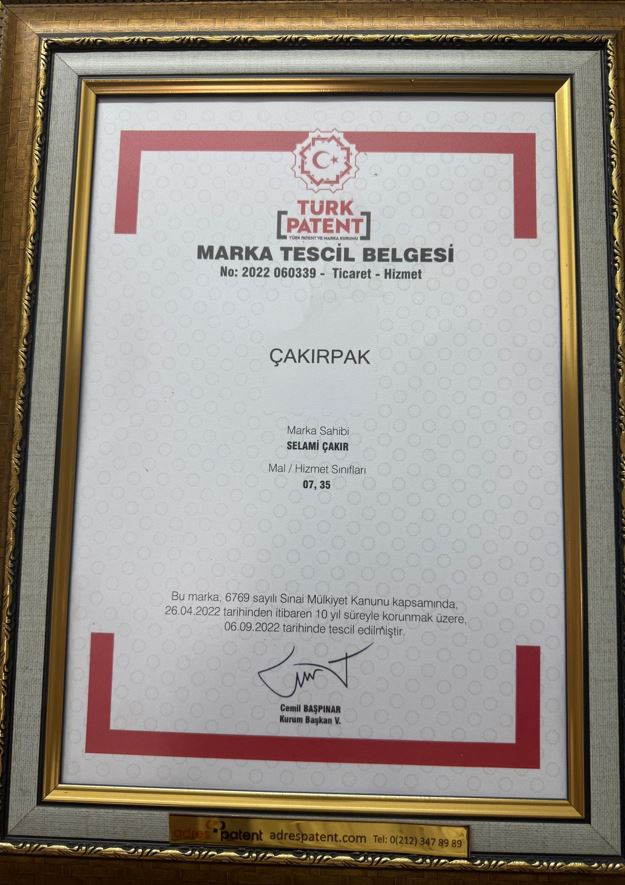 TÜRK
PATENT
TÜRK PATENT VE MARKA KURUMU
MARKA TESCİL BELGESİ
No: 2022 060339 - Ticaret - Hizmet
ÇAKIRPAK
Marka Sahibi
SELAMİ ÇAKIR
Mal / Hizmet Sınıfları
07, 35
Bu marka, 6769 sayılı Sınai Mülkiyet Kanunu kapsamında,
26.04.2022 tarihinden itibaren 10 yıl süreyle korunmak üzere,
06.09.2022 tarihinde tescil edilmiştir.
Cemil BAŞPINAR
Kurum Başkan V.
adres patent adrespatent.com Tel: 0(212) 347 89 89